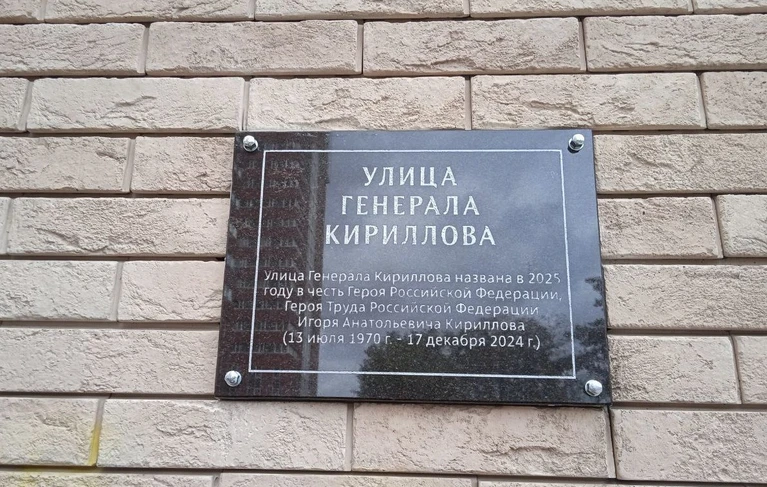 УЛИЦА
ГЕНЕРАЛА
КИРИЛЛОВА
Улица Генерала Кириллова названа в 2025
году в честь Героя Российской Федерации,
Героя Труда Российской Федерации
Игоря Анатольевича Кириллова
(13 июля 1970 г. - 17 декабря 2024 г.)